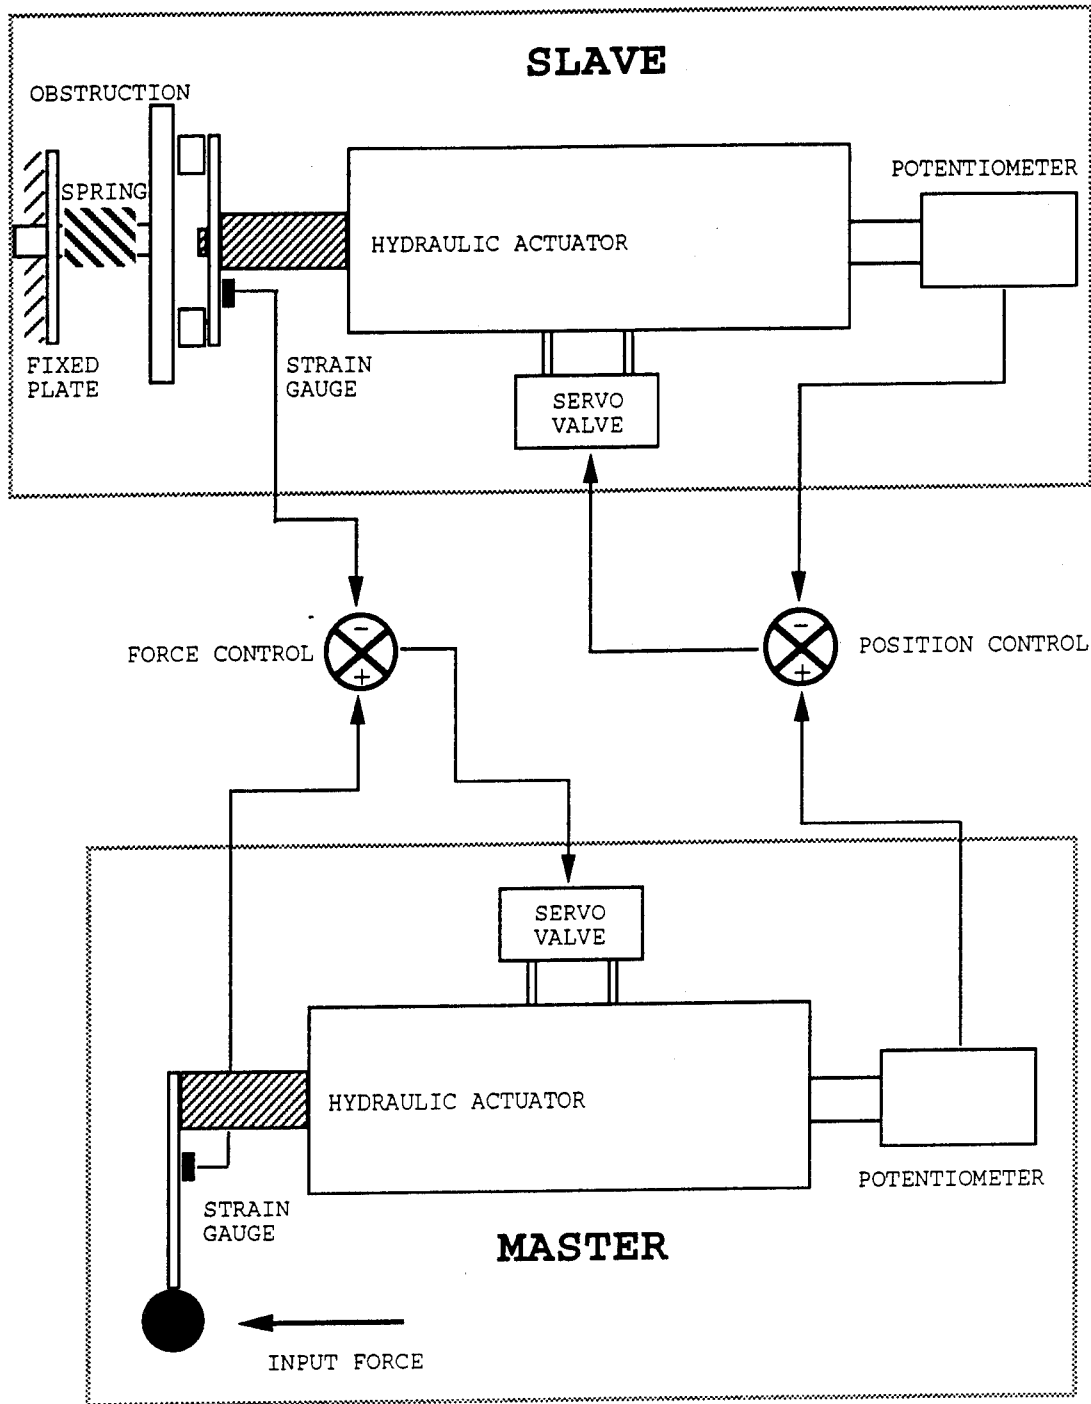 SLAVE
OBSTRUCTION
POTENTIOMETER
SPRING
HYDRAULIC ACTUATOR
FIXED
PLATE
STRAIN
GAUGE
SERVO
VALVE
-
-
FORCE CONTROL
POSITION CONTROL
+
+
SERVO
VALVE
HYDRAULIC ACTUATOR
POTENTIOMETER
STRAIN
GAUGE
MASTER
INPUT FORCE